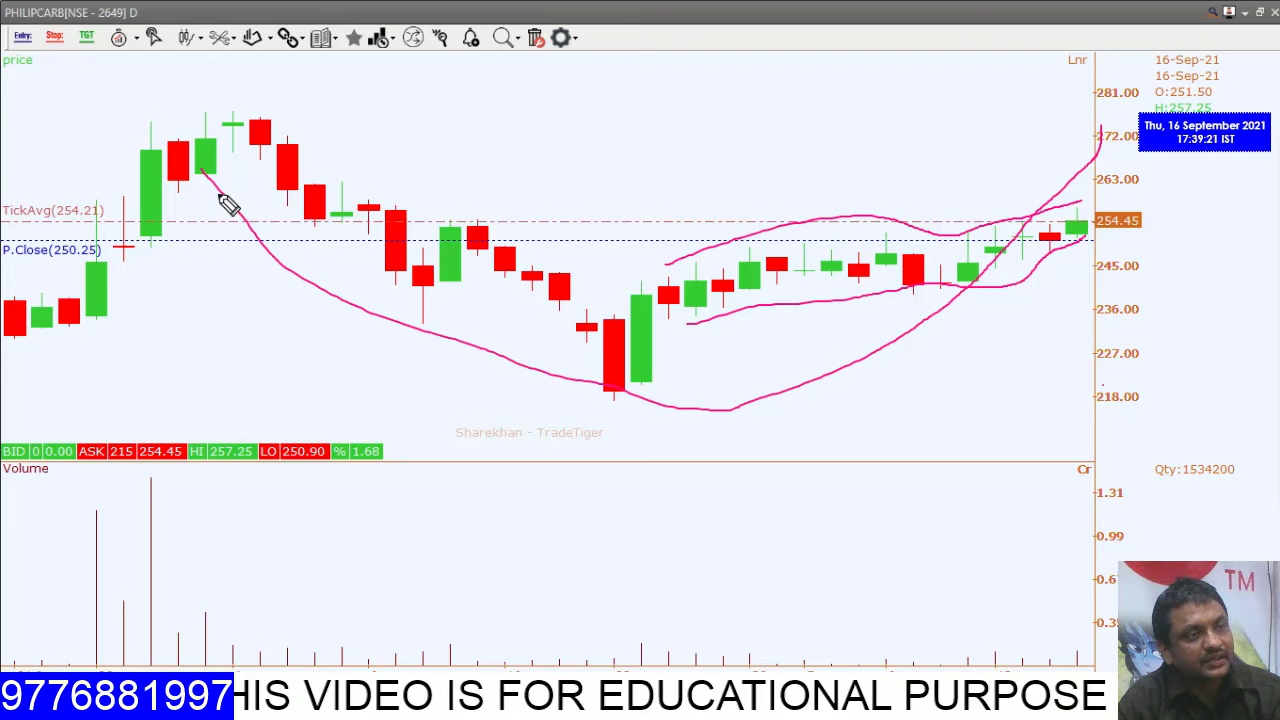 PHILIPCARB[NSE - 2649] D
Entry: Stop: TGT
price
Lnr
16-Sep-21
16-Sep-21
O:251.50
H:257.25
Thu, 16 September 2021
17:39:21 IST
281.00
272.00
263.00
TickAvg(254.21)
254.45
P.Close(250.25)
245.00
236.00
227.00
218.00
Sharekhan - TradeTiger
BID 0 0.00 ASK 215 254.45 HI 257.25 LO 250.90 % 1.68
Volume
Cr
Qty:1534200
1.31
0.99
TM
9776881997
HIS VIDEO IS FOR EDUCATIONAL PURPOSE